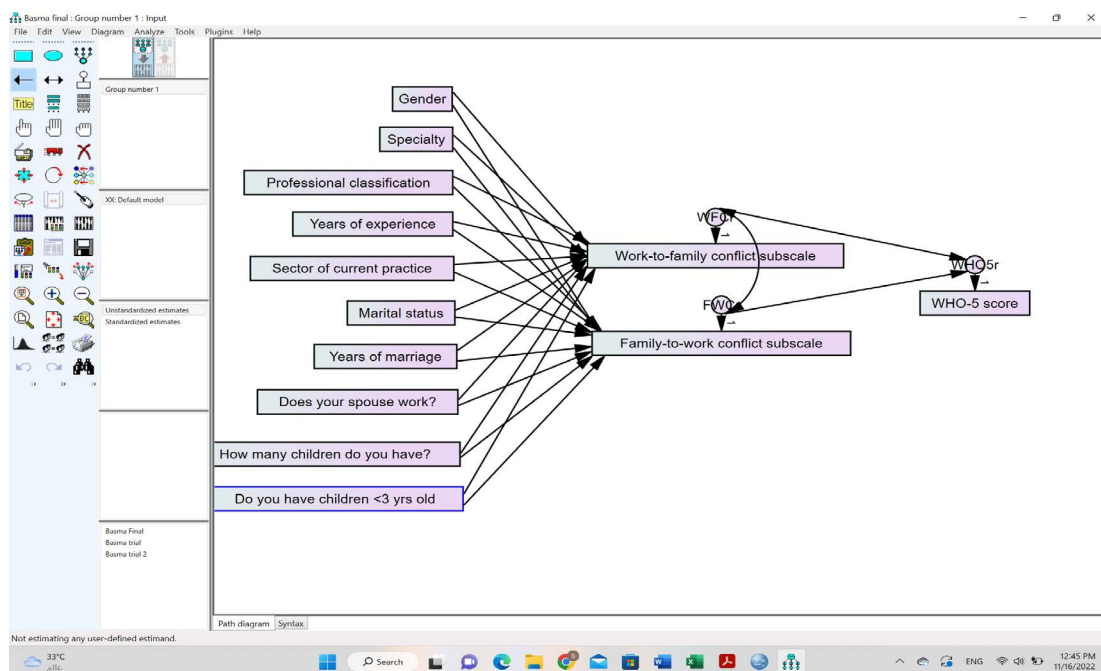 Basma final : Group number 1 : Input
File Edit View Diagram Analyze Tools Plugins Help
Title
Group number 1
XX: Default model
Unstandardized estimates
Standardized estimates
Basma Final
Basma trial
Basma trial 2
Gender
Specialty
Professional classification
Years of experience
Sector of current practice
Marital status
Years of marriage
Does your spouse work?
How many children do you have?
Do you have children <3 yrs old
WFCr
1
Work-to-family conflict subscale
1
Family-to-work conflict subscale
WHO5r
1
WHO-5 score
Path diagram Syntax
Not estimating any user-defined estimand.
33°C
غائم
Search
ENG
12:45 PM
11/16/2022